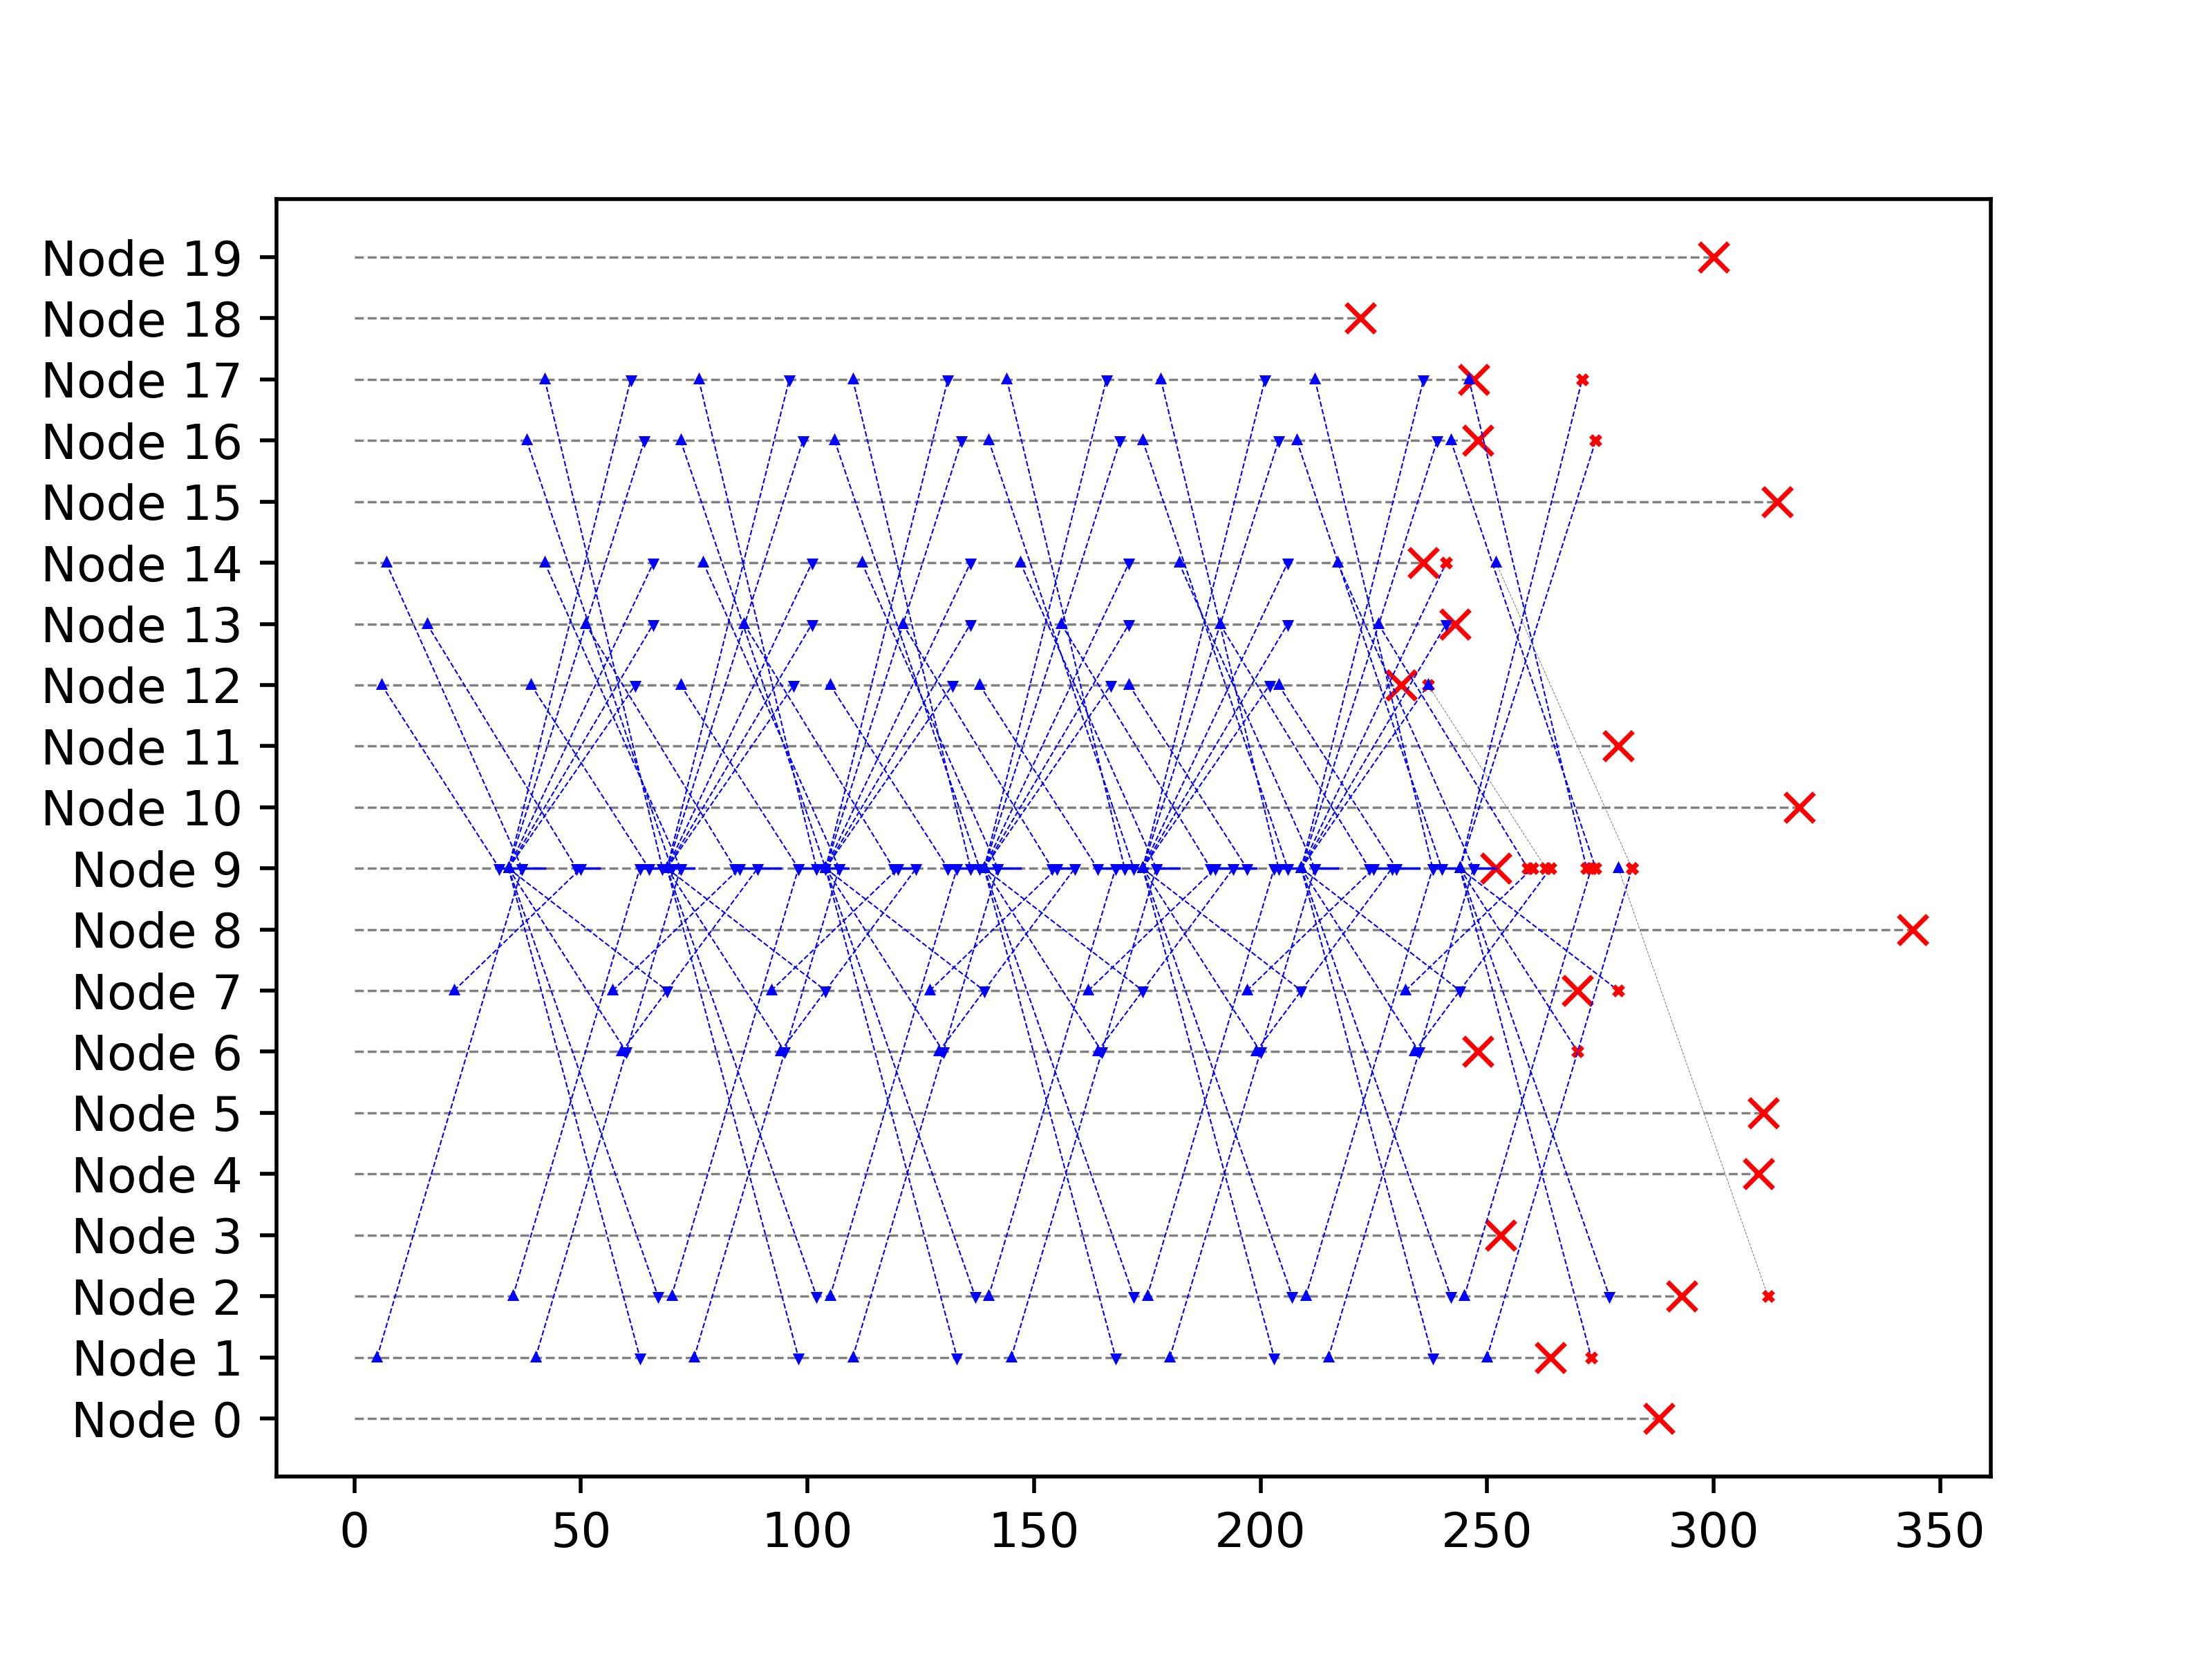 Node 19
Node 18
Node 17
Node 16
Node 15
Node 14
Node 13
Node 12
Node 11
Node 10
Node 9
Node 8
Node 7
Node 6
Node 5
Node 4
Node 3
Node 2
Node 1
Node 0
0 50 100 150 200 250 300 350